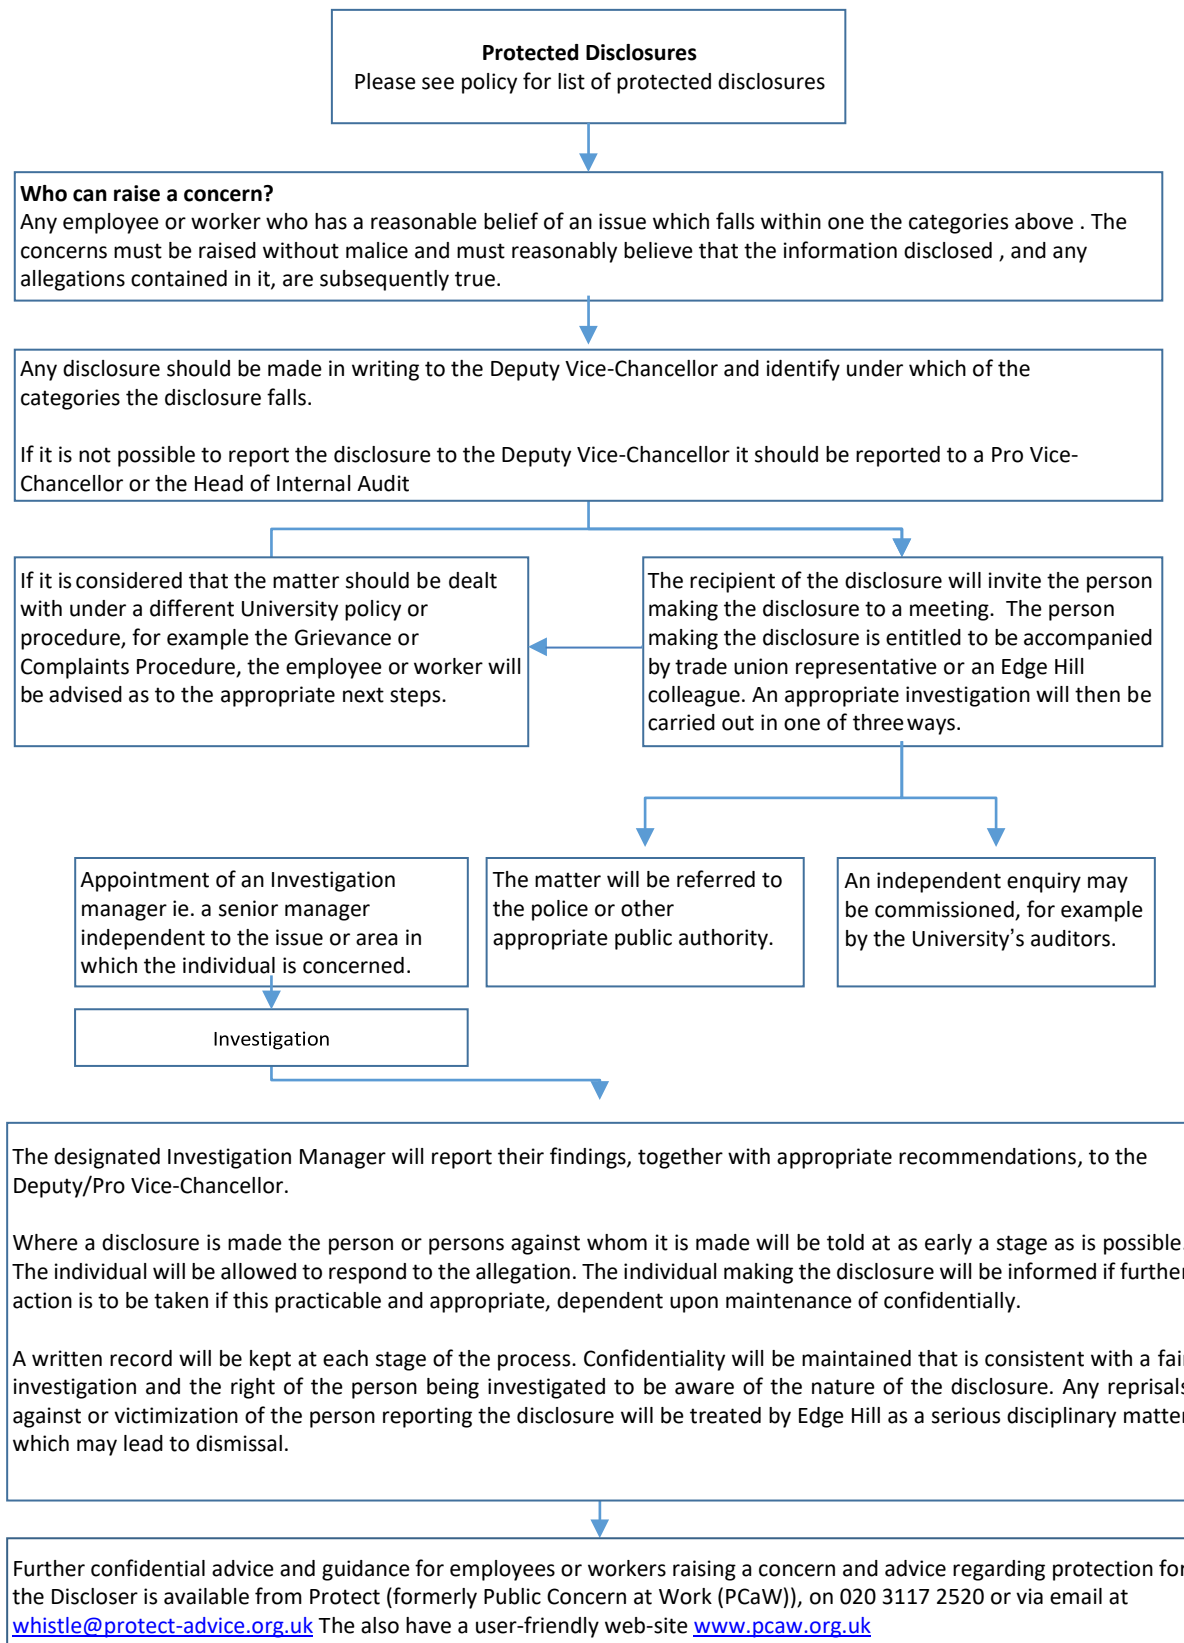 Protected Disclosures
Please see policy for list of protected disclosures
Who can raise a concern?
Any employee or worker who has a reasonable belief of an issue which falls within one the categories above . The
concerns must be raised without malice and must reasonably believe that the information disclosed , and any
allegations contained in it, are subsequently true.
Any disclosure should be made in writing to the Deputy Vice-Chancellor and identify under which of the
categories the disclosure falls.
If it is not possible to report the disclosure to the Deputy Vice-Chancellor it should be reported to a Pro Vice-
Chancellor or the Head of Internal Audit
If it is considered that the matter should be dealt
with under a different University policy or
procedure, for example the Grievance or
Complaints Procedure, the employee or worker will
be advised as to the appropriate next steps.
The recipient of the disclosure will invite the person
making the disclosure to a meeting.  The person
making the disclosure is entitled to be accompanied
by trade union representative or an Edge Hill
colleague. An appropriate investigation will then be
carried out in one of three ways.
Appointment of an Investigation
manager ie. a senior manager
independent to the issue or area in
which the individual is concerned.
The matter will be referred to
the police or other
appropriate public authority.
An independent enquiry may
be commissioned, for example
by the University’s auditors.
Investigation
The designated Investigation Manager will report their findings, together with appropriate recommendations, to the
Deputy/Pro Vice-Chancellor.
Where a disclosure is made the person or persons against whom it is made will be told at as early a stage as is possible.
The individual will be allowed to respond to the allegation. The individual making the disclosure will be informed if further
action is to be taken if this practicable and appropriate, dependent upon maintenance of confidentially.
A written record will be kept at each stage of the process. Confidentiality will be maintained that is consistent with a fair
investigation and the right of the person being investigated to be aware of the nature of the disclosure. Any reprisals
against or victimization of the person reporting the disclosure will be treated by Edge Hill as a serious disciplinary matter
which may lead to dismissal.
Further confidential advice and guidance for employees or workers raising a concern and advice regarding protection for
the Discloser is available from Protect (formerly Public Concern at Work (PCaW)), on 020 3117 2520 or via email at
whistle@protect-advice.org.uk The also have a user-friendly web-site www.pcaw.org.uk